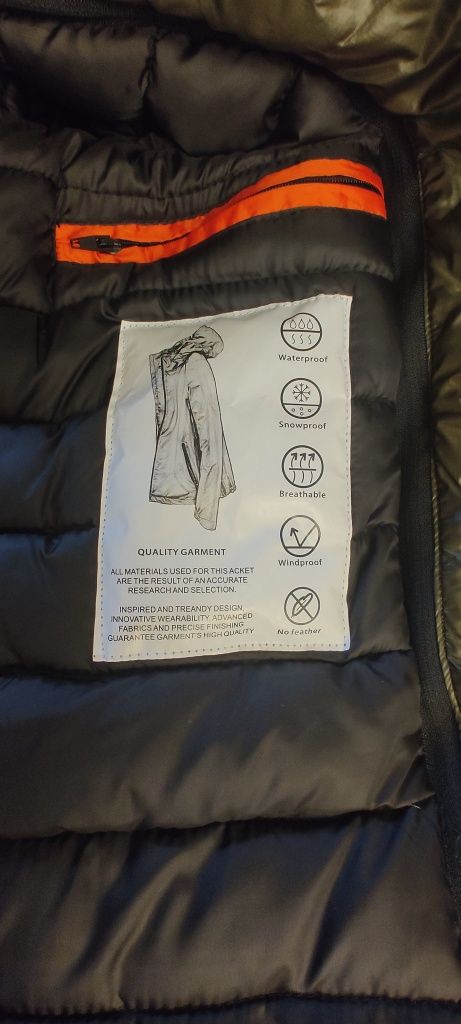 Waterproof
Snowproof
Breathable
Windproof
No feather
QUALITY GARMENT
ALL MATERIALS USED FOR THIS ACKET
ARE THE RESULT OF AN ACCURATE
RESEARCH AND SELECTION.
INSPIRED AND TREANDY DESIGN,
INNOVATIVE WEARABILITY, ADVANCED
FABRICS AND PRECISE FINISHING
GUARANTEE GARMENT'S HIGH QUALITY